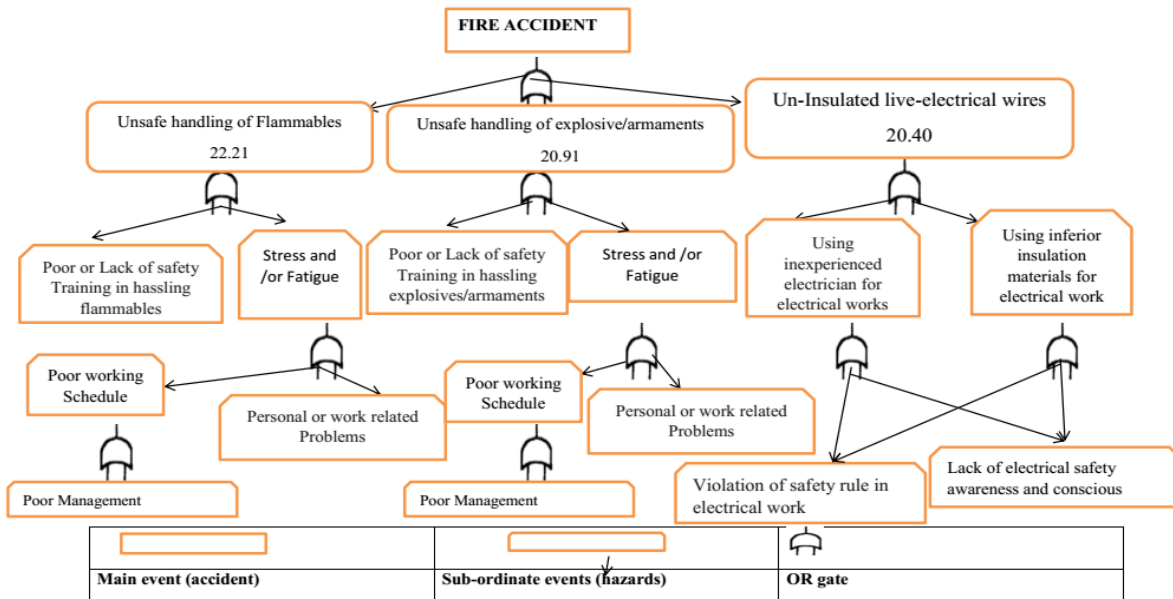 FIRE ACCIDENT
Unsafe handling of Flammables
22.21
Unsafe handling of explosive/armaments
20.91
Un-Insulated live-electrical wires
20.40
Poor or Lack of safety
Training in hassling
flammables
Stress and
/or Fatigue
Poor or Lack of safety
Training in hassling
explosives/armaments
Stress and /or
Fatigue
Using
inexperienced
electrician for
electrical works
Using inferior
insulation
materials for
electrical work
Poor working
Schedule
Personal or work related
Problems
Poor working
Schedule
Personal or work related
Problems
Poor Management
Poor Management
Violation of safety rule in
electrical work
Lack of electrical safety
awareness and conscious
Main event (accident)
Sub-ordinate events (hazards)
OR gate